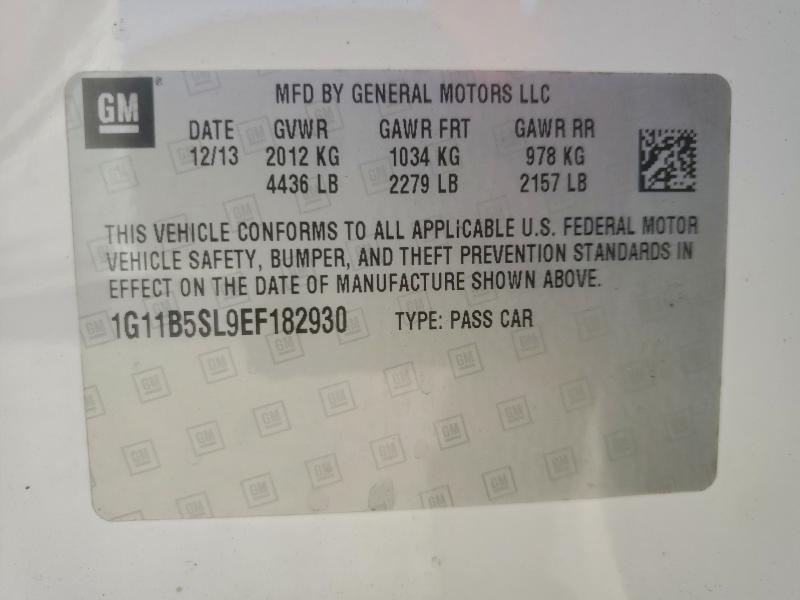 GM ®
MFD BY GENERAL MOTORS LLC
DATE GVWR GAWR FRT GAWR RR
12/13 2012 KG 1034 KG 978 KG
4436 LB 2279 LB 2157 LB
THIS VEHICLE CONFORMS TO ALL APPLICABLE U.S. FEDERAL MOTOR
VEHICLE SAFETY, BUMPER, AND THEFT PREVENTION STANDARDS IN
EFFECT ON THE DATE OF MANUFACTURE SHOWN ABOVE.
1G11B5SL9EF182930 TYPE: PASS CAR